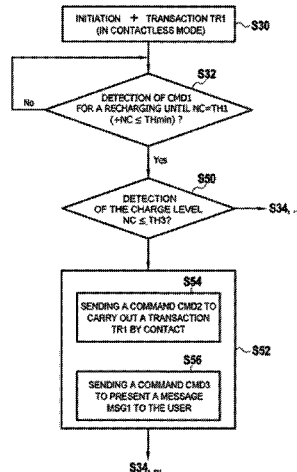 INITIATION + TRANSACTION TR1
(IN CONTACTLESS MODE)
S30
S32
DETECTION OF CMD1
FOR A RECHARGING UNTIL NC=TH1
(+NC ≤ THmin) ?
No
Yes
S50
DETECTION
OF THE CHARGE LEVEL
NC ≤ TH3?
S34, ...
S54
SENDING A COMMAND CMD2 TO
CARRY OUT A TRANSACTION
TR1 BY CONTACT
S52
S56
SENDING A COMMAND CMD3
TO PRESENT A MESSAGE
MSG1 TO THE USER
S34, ...